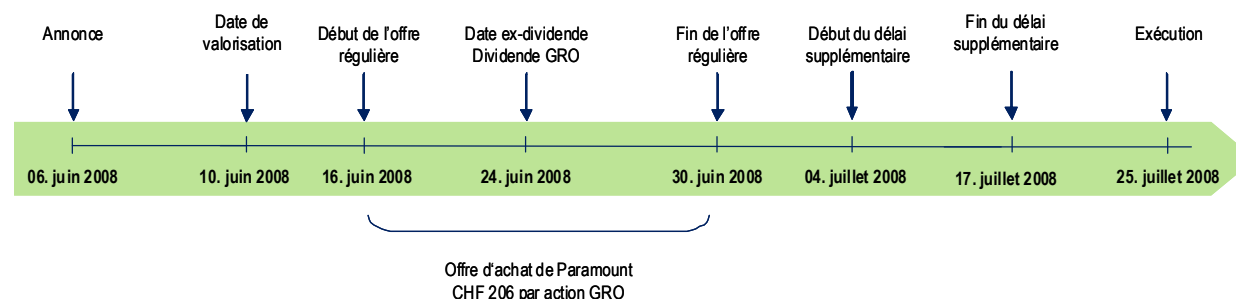 Annonce
Date de
valorisation
Début de l'offre
régulière
Date ex-dividende
Dividende GRO
Fin de l'offre
régulière
Début du délai
supplémentaire
Fin du délai
supplémentaire
Exécution
06. juin 2008
10. juin 2008
16. juin 2008
24. juin 2008
30. juin 2008
04. juillet 2008
17. juillet 2008
25. juillet 2008
Offre d'achat de Paramount
CHF 206 par action GRO